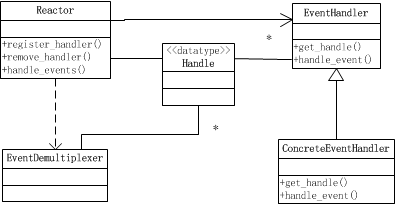 Reactor
+register_handler()
+remove_handler()
+handle_events()
<<datatype>>
Handle
*
EventHandler
+get_handle()
+handle_event()
*
EventDemultiplexer
ConcreteEventHandler
+get_handle()
+handle_event()